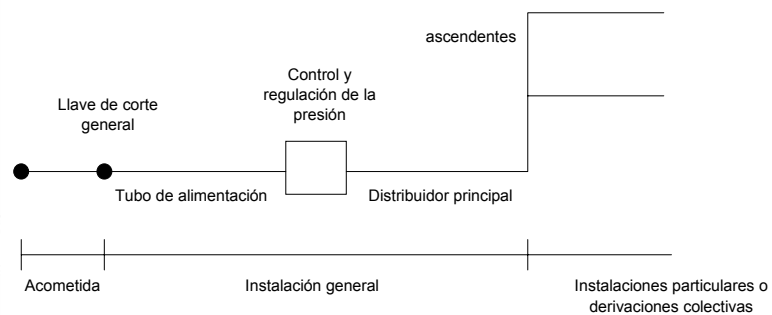 ascendentes
Control y
regulación de la
presión
Llave de corte
general
Tubo de alimentación
Distribuidor principal
Acometida
Instalación general
Instalaciones particulares o
derivaciones colectivas